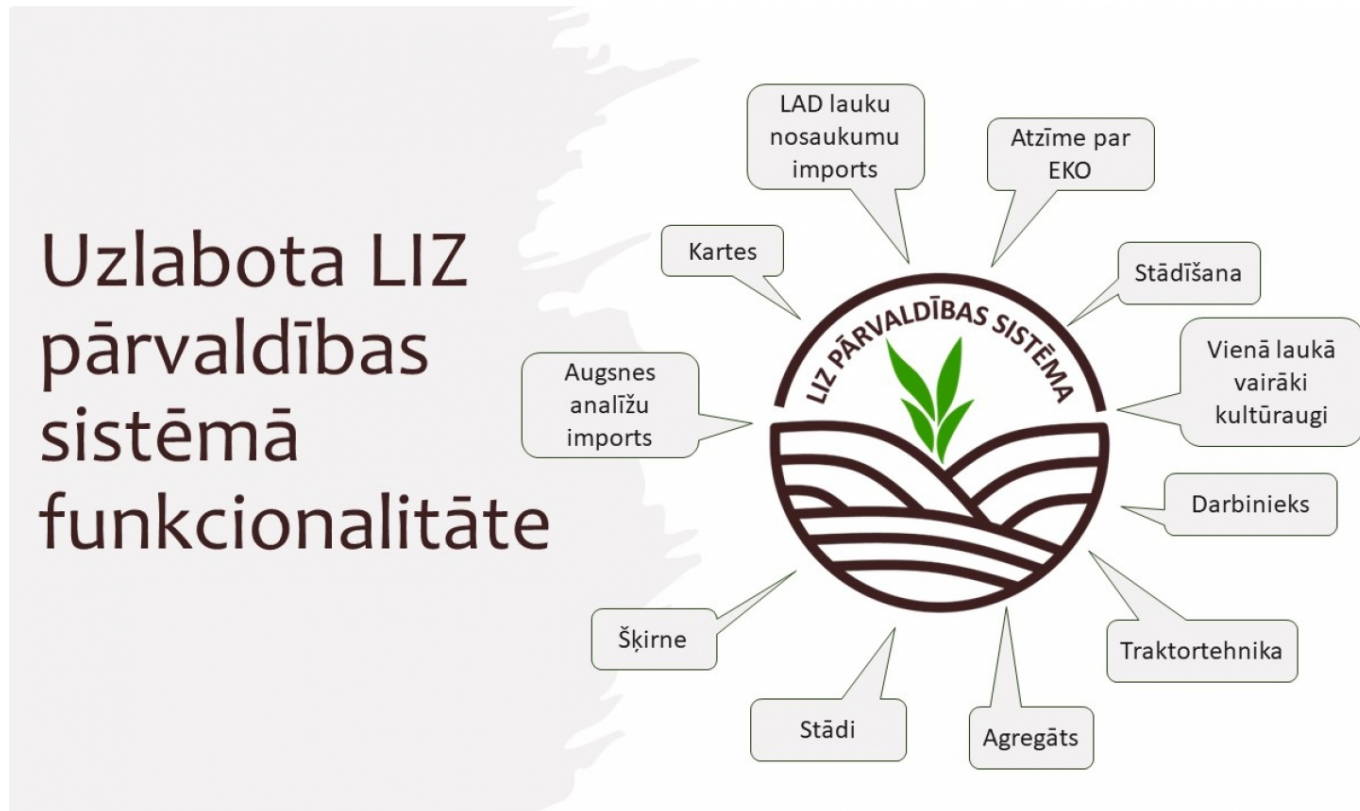 Uzlabota LIZ
pārvaldības
sistēmā
funkcionalitāte
LAD lauku
nosaukumu
imports
Atzīme par
EKO
Kartes
Stādīšana
LIZ PĀRVALDĪBAS SISTĒMA
Vienā laukā
vairāki
kultūraugi
Augsnes
analīžu
imports
Darbinieks
Šķirne
Traktortehnika
Stādi
Agregāts